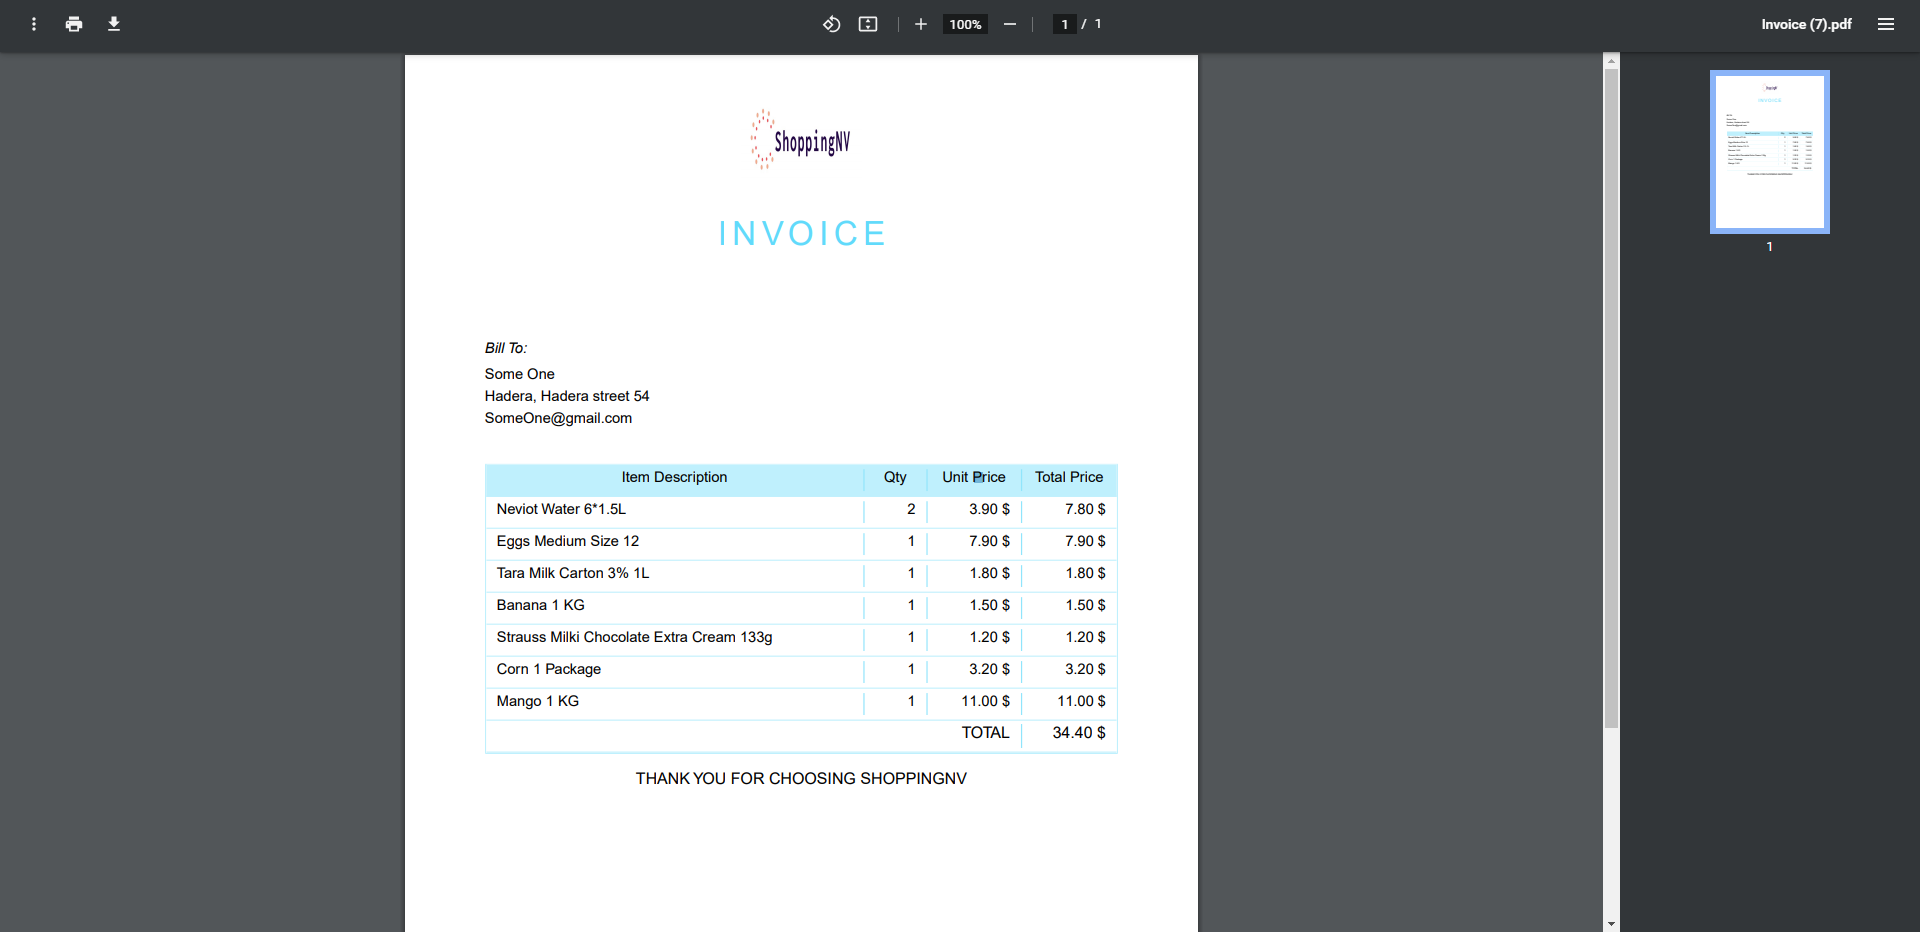 100%
1 / 1
Invoice (7).pdf
ShoppingNV
INVOICE
Bill To:
Some One
Hadera, Hadera street 54
SomeOne@gmail.com
Item Description Qty Unit Price Total Price
Neviot Water 6*1.5L 2 3.90 $ 7.80 $
Eggs Medium Size 12 1 7.90 $ 7.90 $
Tara Milk Carton 3% 1L 1 1.80 $ 1.80 $
Banana 1 KG 1 1.50 $ 1.50 $
Strauss Milki Chocolate Extra Cream 133g 1 1.20 $ 1.20 $
Corn 1 Package 1 3.20 $ 3.20 $
Mango 1 KG 1 11.00 $ 11.00 $
TOTAL 34.40 $
THANK YOU FOR CHOOSING SHOPPINGNV
1